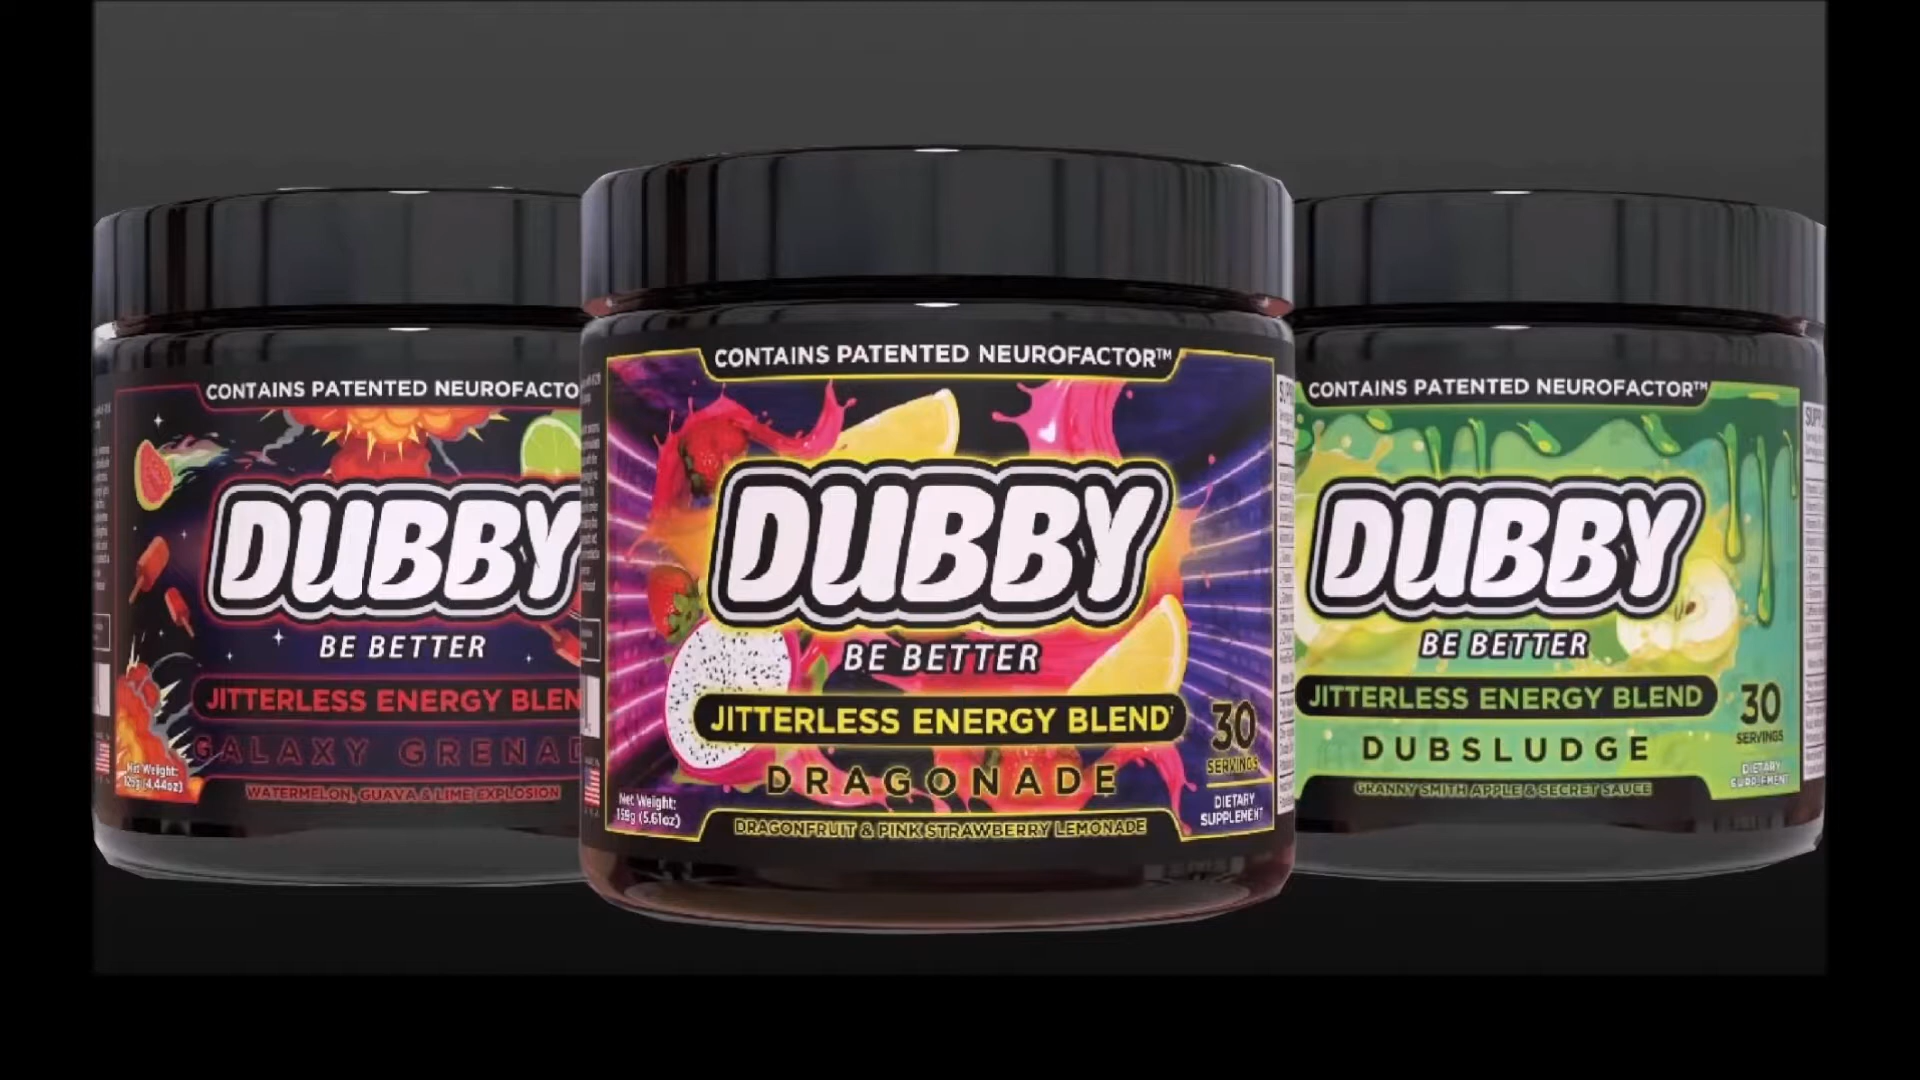 CONTAINS PATENTED NEUROFACTO
DUBBY
BE BETTER
JITTERLESS ENERGY BLEN
GALAXY GRENAD
Net Weight:
WATERMELON, GUAVA & LIME EXPLOSION
CONTAINS PATENTED NEUROFACTOR™
DUBBY
BE BETTER
JITTERLESS ENERGY BLEND†
30
SERVINGS
DRAGONADE
Net Weight:
159g (5.61oz)
DIETARY
SUPPLEMENT
DRAGONFRUIT & PINK STRAWBERRY LEMONADE
CONTAINS PATENTED NEUROFACTOR™
DUBBY
BE BETTER
JITTERLESS ENERGY BLEND
30
SERVINGS
DUBSLUDGE
DIETARY
SUPPLEMENT
GRANNY SMITH APPLE & SECRET SAUCE